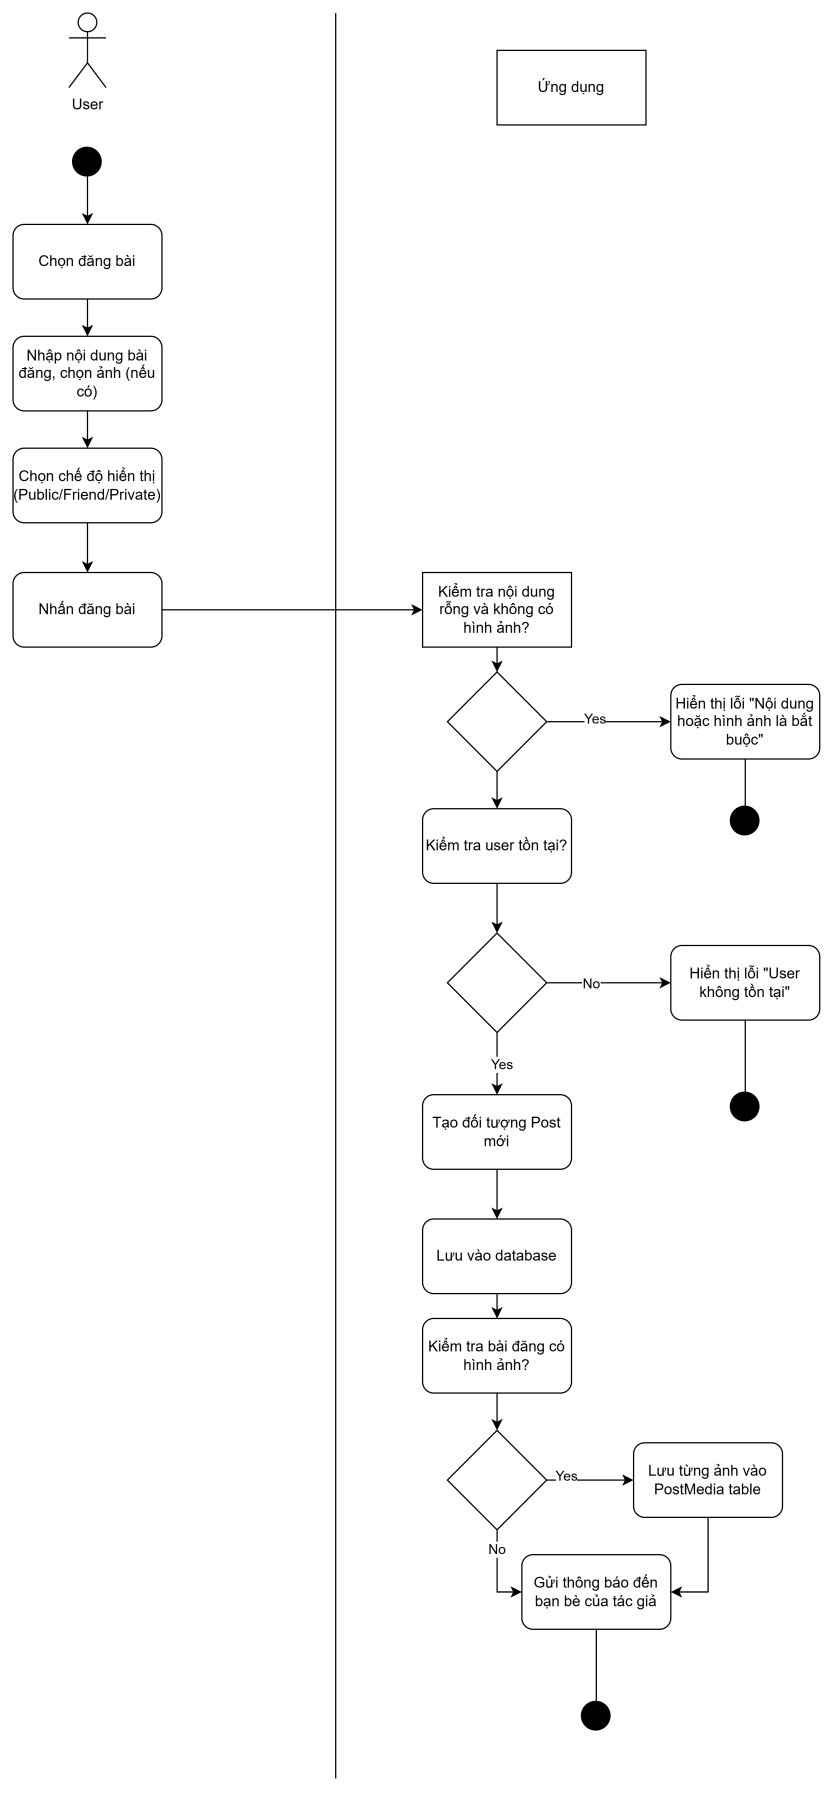 User
Ứng dụng
Chọn đăng bài
Nhập nội dung bài
đăng, chọn ảnh (nếu
có)
Chọn chế độ hiển thị
(Public/Friend/Private)
Nhấn đăng bài
Kiểm tra nội dung
rỗng và không có
hình ảnh?
Yes
Hiển thị lỗi "Nội dung
hoặc hình ảnh là bắt
buộc"
Kiểm tra user tồn tại?
No
Hiển thị lỗi "User
không tồn tại"
Yes
Tạo đối tượng Post
mới
Lưu vào database
Kiểm tra bài đăng có
hình ảnh?
Yes
Lưu từng ảnh vào
PostMedia table
No
Gửi thông báo đến
bạn bè của tác giả